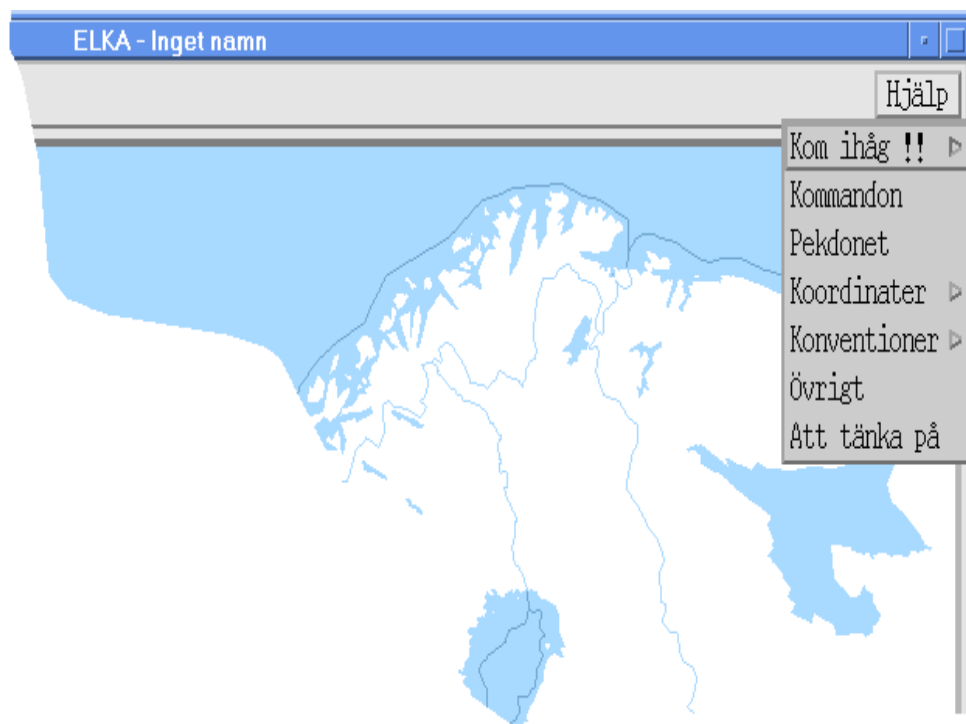 ELKA - Inget namn
Hjälp
Kom ihåg !!
Kommandon
Pekdonet
Koordinater
Konventioner
Övrigt
Att tänka på